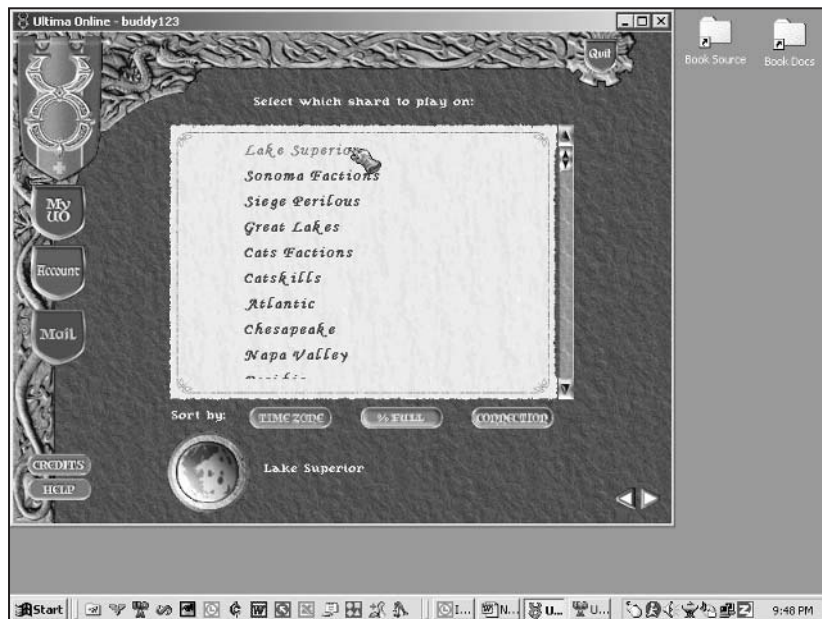 Ultima Online - buddy123
Quit
Book Source
Book Docs
Select which shard to play on:
Lake Superior
Sonoma Factions
Siege Perilous
My
UO
Great Lakes
Cats Factions
Account
Catskills
Atlantic
Chesapeake
Mail
Napa Valley
Pacific
Sort by:
TIME ZONE
% FULL
CONNECTION
CREDITS
Lake Superior
HELP
Start
I...
N...
U...
U...
9:48 PM